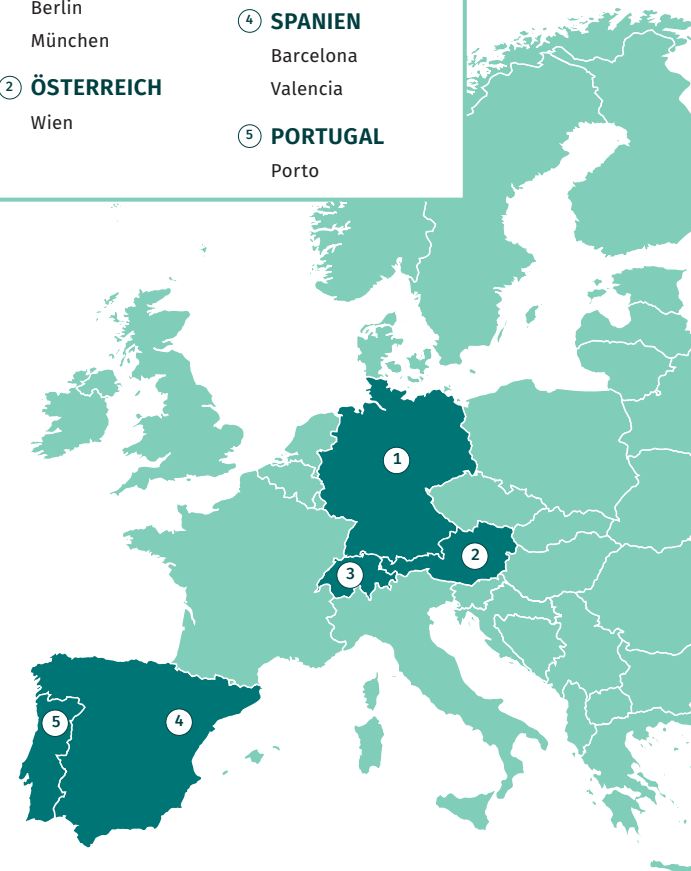 Berlin
München
2 ÖSTERREICH
Wien
4 SPANIEN
Barcelona
Valencia
5 PORTUGAL
Porto
1
2
3
4
5